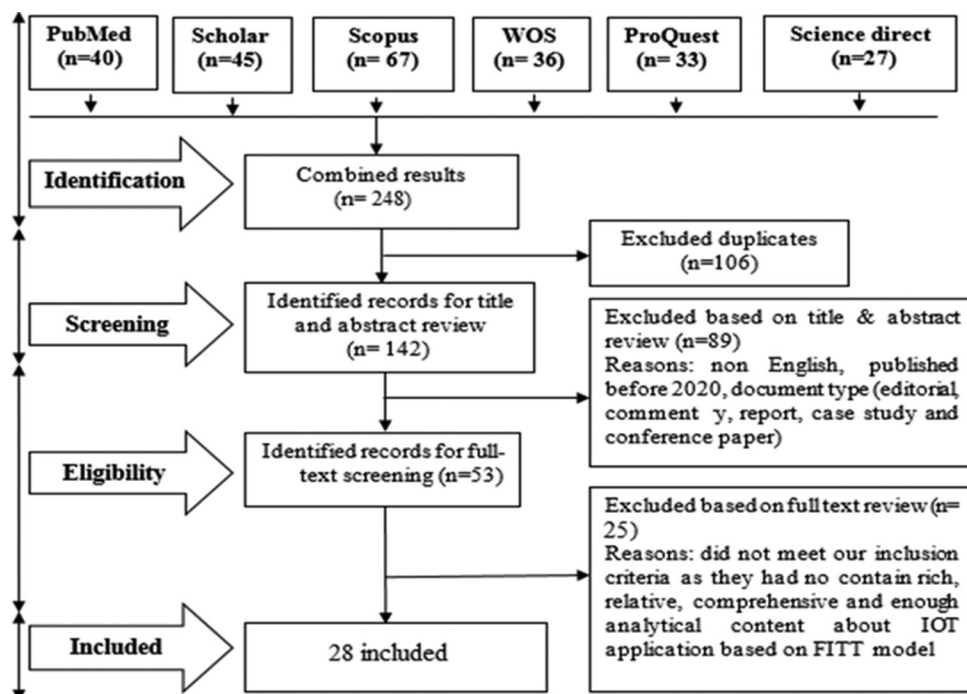 PubMed
(n=40)
Scholar
(n=45)
Scopus
(n= 67)
WOS
(n= 36)
ProQuest
(n= 33)
Science direct
(n=27)
Identification
Combined results
(n= 248)
Excluded duplicates
(n=106)
Screening
Identified records for title
and abstract review
(n= 142)
Excluded based on title & abstract
review (n=89)
Reasons: non English, published
before 2020, document type (editorial,
comment y, report, case study and
conference paper)
Eligibility
Identified records for full-
text screening (n=53)
Excluded based on full text review (n=
25)
Reasons: did not meet our inclusion
criteria as they had no contain rich,
relative, comprehensive and enough
analytical content about IOT
application based on FITT model
Included
28 included